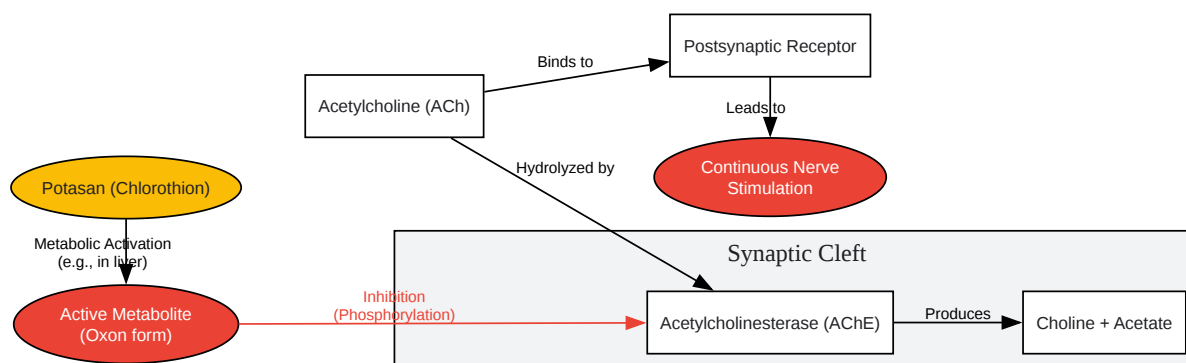 Postsynaptic Receptor
Binds to
Acetylcholine (ACh)
Leads to
Hydrolyzed by
Continuous Nerve
Stimulation
Potasan (Chlorothion)
Metabolic Activation
(e.g., in liver)
Synaptic Cleft
Active Metabolite
(Oxon form)
Inhibition
(Phosphorylation)
Acetylcholinesterase (AChE)
Produces
Choline + Acetate